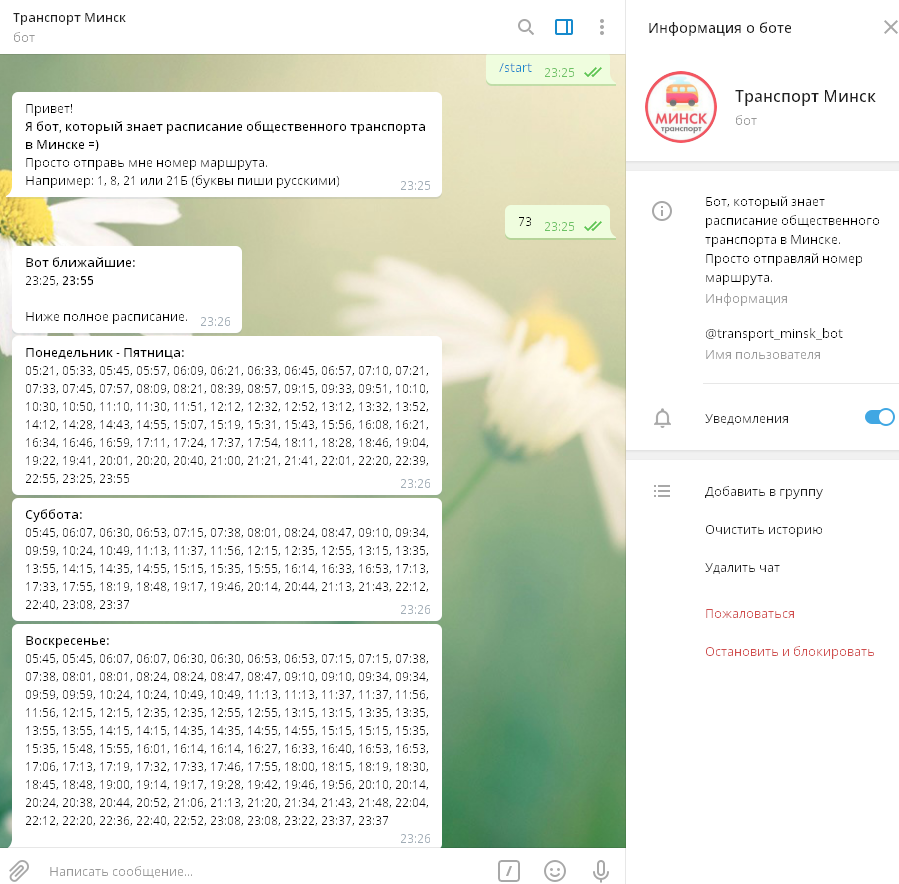 Транспорт Минск
бот
/start 23:25
Привет!
Я бот, который знает расписание общественного транспорта
в Минске =)
Просто отправь мне номер маршрута.
Например: 1, 8, 21 или 21Б (буквы пиши русскими)
23:25
73 23:25
Вот ближайшие:
23:25, 23:55
Ниже полное расписание.
23:26
Понедельник - Пятница:
05:21, 05:33, 05:45, 05:57, 06:09, 06:21, 06:33, 06:45, 06:57, 07:10, 07:21,
07:33, 07:45, 07:57, 08:09, 08:21, 08:39, 08:57, 09:15, 09:33, 09:51, 10:10,
10:30, 10:50, 11:10, 11:30, 11:51, 12:12, 12:32, 12:52, 13:12, 13:32, 13:52,
14:12, 14:28, 14:43, 14:55, 15:07, 15:19, 15:31, 15:43, 15:56, 16:08, 16:21,
16:34, 16:46, 16:59, 17:11, 17:24, 17:37, 17:54, 18:11, 18:28, 18:46, 19:04,
19:22, 19:41, 20:01, 20:20, 20:40, 21:00, 21:21, 21:41, 22:01, 22:20, 22:39,
22:55, 23:25, 23:55
23:26
Суббота:
05:45, 06:07, 06:30, 06:53, 07:15, 07:38, 08:01, 08:24, 08:47, 09:10, 09:34,
09:59, 10:24, 10:49, 11:13, 11:37, 11:56, 12:15, 12:35, 12:55, 13:15, 13:35,
13:55, 14:15, 14:35, 14:55, 15:15, 15:35, 15:55, 16:14, 16:33, 16:53, 17:13,
17:33, 17:55, 18:19, 18:48, 19:17, 19:46, 20:14, 20:44, 21:13, 21:43, 22:12,
22:40, 23:08, 23:37
23:26
Воскресенье:
05:45, 05:45, 06:07, 06:07, 06:30, 06:30, 06:53, 06:53, 07:15, 07:15, 07:38,
07:38, 08:01, 08:01, 08:24, 08:24, 08:47, 08:47, 09:10, 09:10, 09:34, 09:34,
09:59, 09:59, 10:24, 10:24, 10:49, 10:49, 11:13, 11:13, 11:37, 11:37, 11:56,
11:56, 12:15, 12:15, 12:35, 12:35, 12:55, 12:55, 13:15, 13:15, 13:35, 13:35,
13:55, 13:55, 14:15, 14:15, 14:35, 14:35, 14:55, 14:55, 15:15, 15:15, 15:35,
15:35, 15:48, 15:55, 16:01, 16:14, 16:14, 16:27, 16:33, 16:40, 16:53, 16:53,
17:06, 17:13, 17:19, 17:32, 17:33, 17:46, 17:55, 18:00, 18:15, 18:19, 18:30,
18:45, 18:48, 19:00, 19:14, 19:17, 19:28, 19:42, 19:46, 19:56, 20:10, 20:14,
20:24, 20:38, 20:44, 20:52, 21:06, 21:13, 21:20, 21:34, 21:43, 21:48, 22:04,
22:12, 22:20, 22:36, 22:40, 22:52, 23:08, 23:08, 23:22, 23:37, 23:37
23:26
Написать сообщение...
Информация о боте
МИНСК
транспорт
Транспорт Минск
бот
Бот, который знает
расписание общественного
транспорта в Минске.
Просто отправляй номер
маршрута.
Информация
@transport_minsk_bot
Имя пользователя
Уведомления
Добавить в группу
Очистить историю
Удалить чат
Пожаловаться
Остановить и блокировать